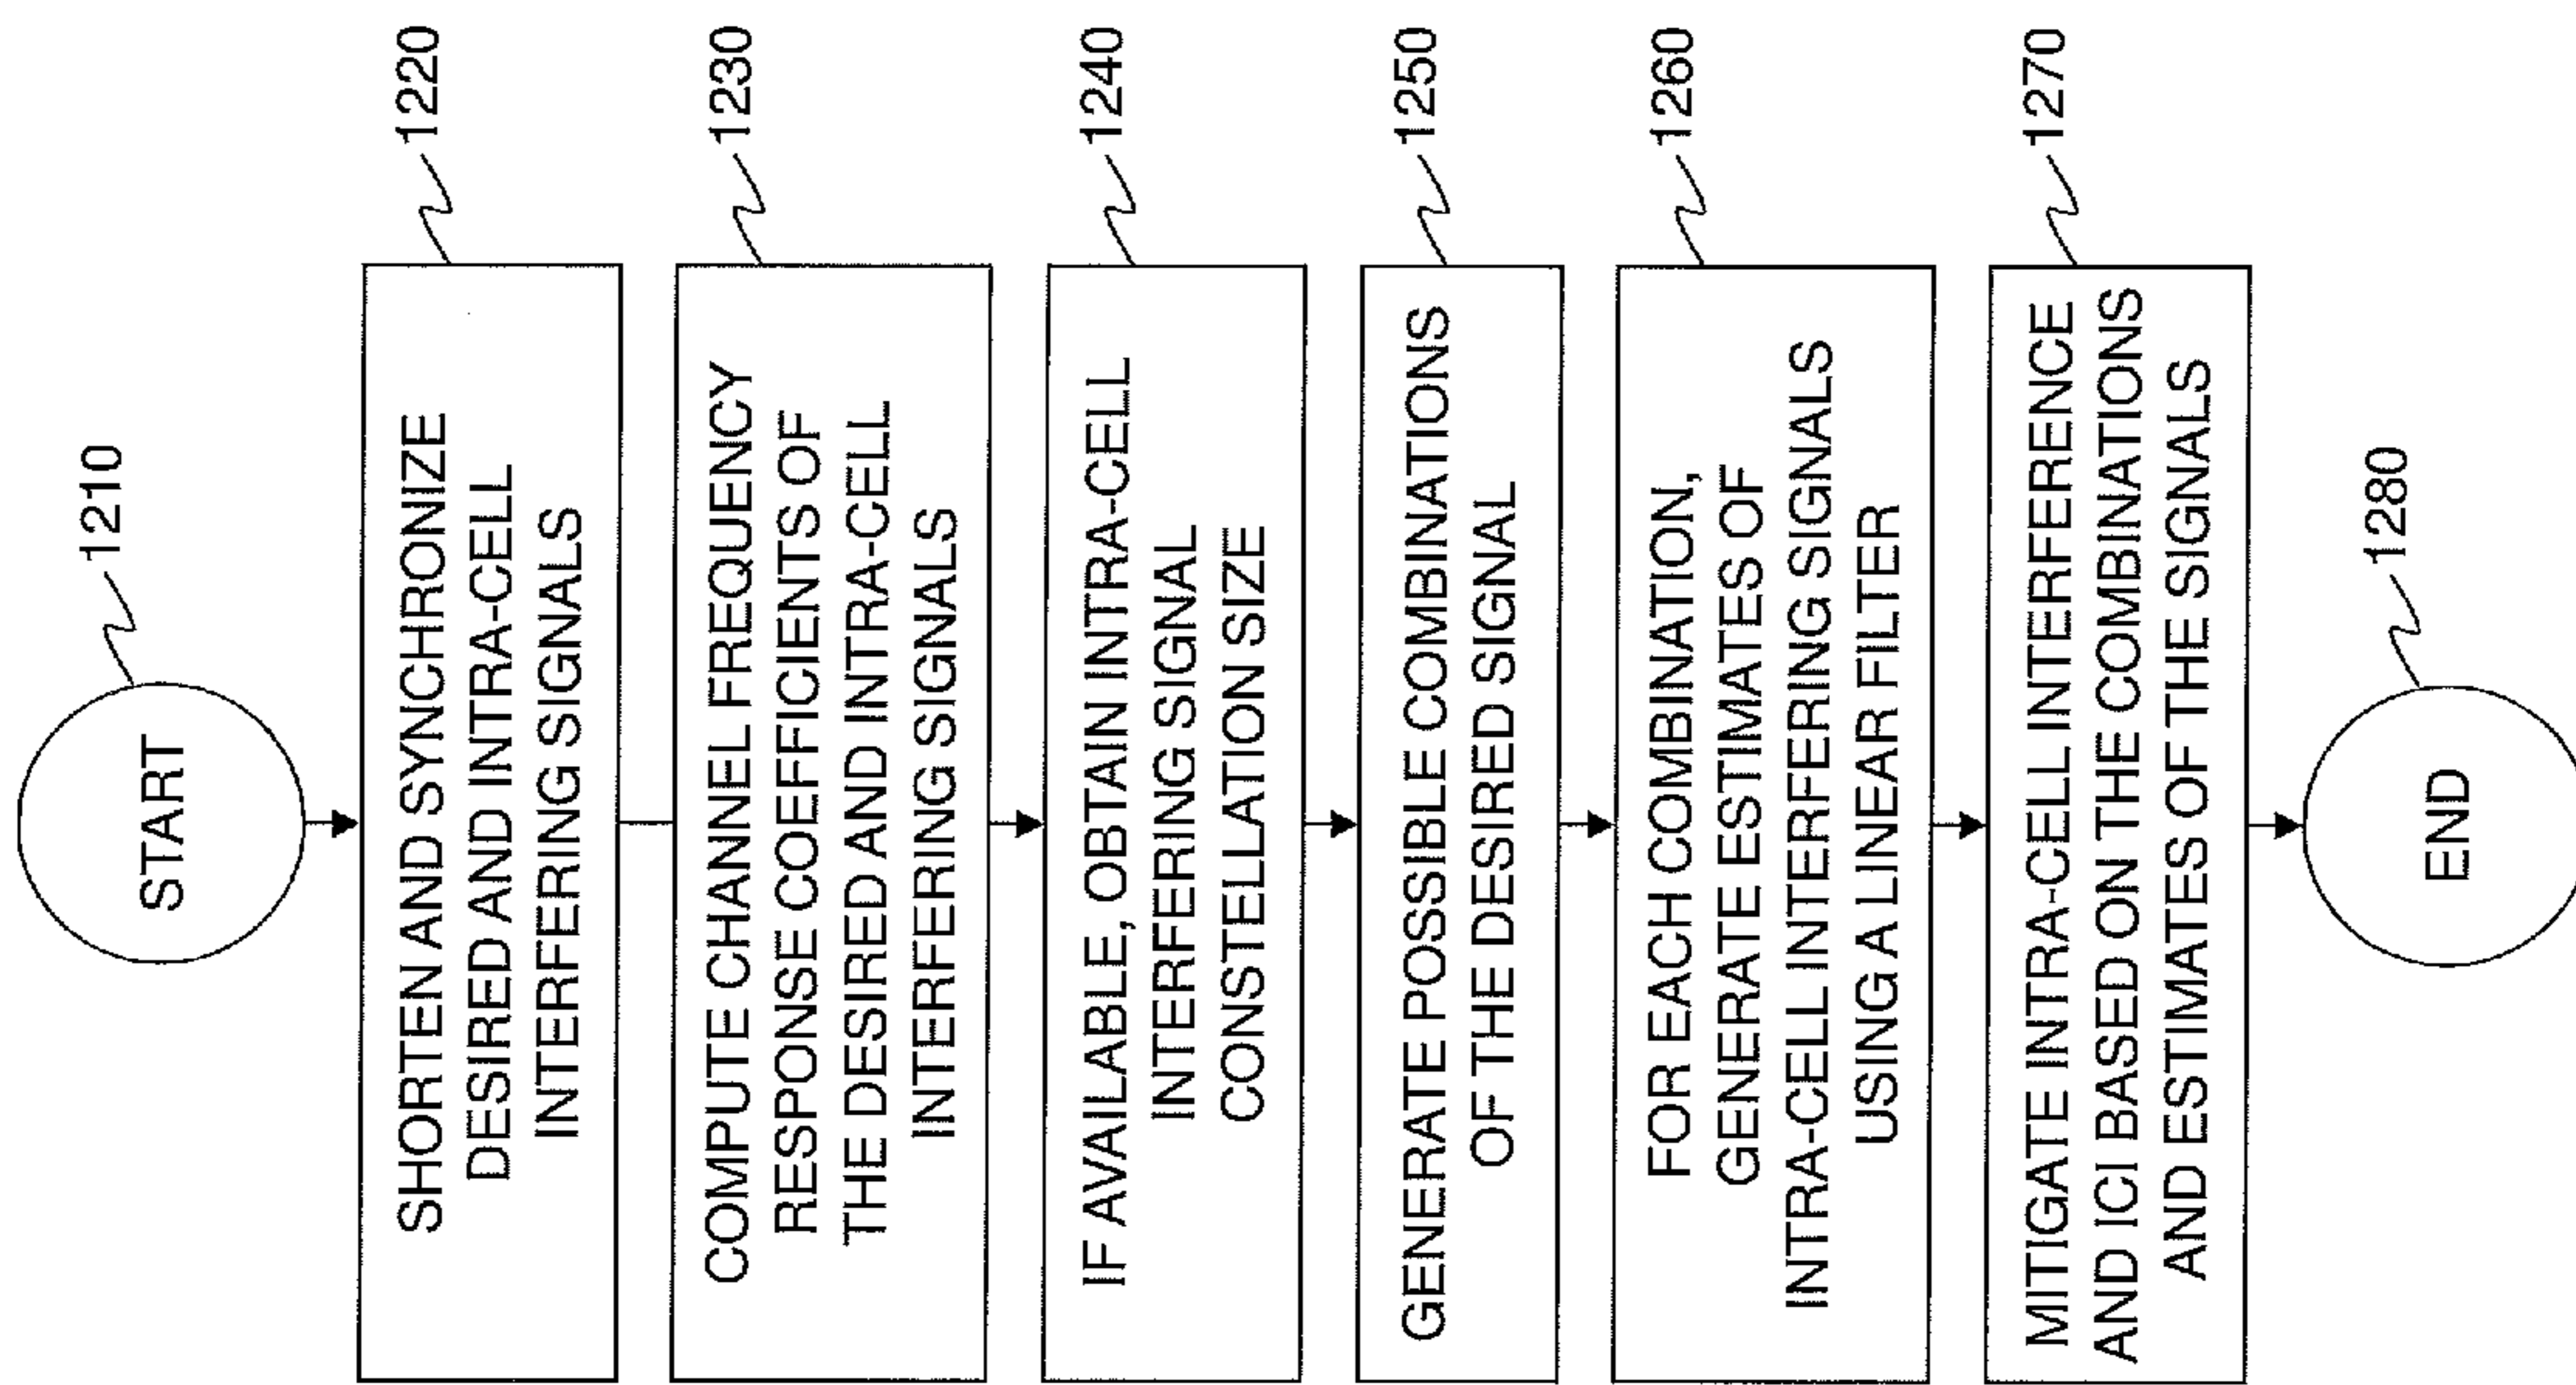 START
1210
SHORTEN AND SYNCHRONIZE
DESIRED AND INTRA-CELL
INTERFERING SIGNALS
1220
COMPUTE CHANNEL FREQUENCY
RESPONSE COEFFICIENTS OF
THE DESIRED AND INTRA-CELL
INTERFERING SIGNALS
1230
IF AVAILABLE, OBTAIN INTRA-CELL
INTERFERING SIGNAL
CONSTELLATION SIZE
1240
GENERATE POSSIBLE COMBINATIONS
OF THE DESIRED SIGNAL
1250
FOR EACH COMBINATION,
GENERATE ESTIMATES OF
INTRA-CELL INTERFERING SIGNALS
USING A LINEAR FILTER
1260
MITIGATE INTRA-CELL INTERFERENCE
AND ICI BASED ON THE COMBINATIONS
AND ESTIMATES OF THE SIGNALS
1270
END
1280